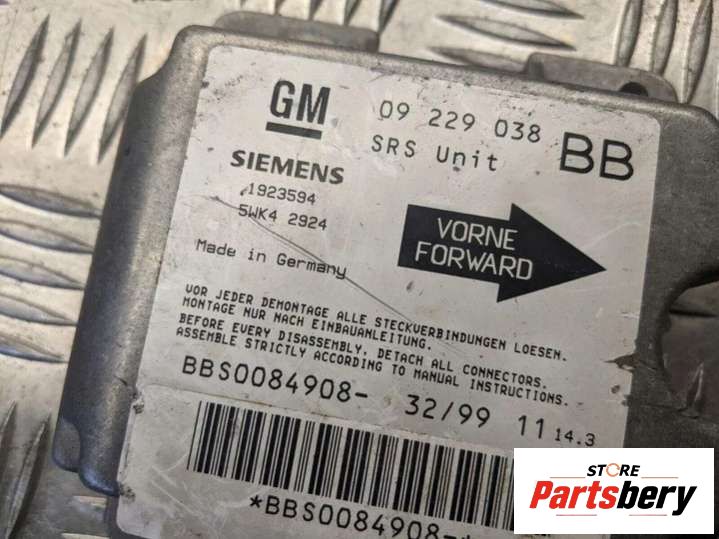 GM 09 229 038 BB
SRS Unit
SIEMENS
1923594
5WK4 2924
VORNE
FORWARD
Made in Germany
VOR JEDER DEMONTAGE ALLE STECKVERBINDUNGEN LOESEN.
MONTAGE NUR NACH EINBAUANLEITUNG.
BEFORE EVERY DISASSEMBLY, DETACH ALL CONNECTORS.
ASSEMBLE STRICTLY ACCORDING TO MANUAL INSTRUCTIONS.
BBS0084908- 32/99 11 14.3
*BBS0084908-*
STORE
Partsbery